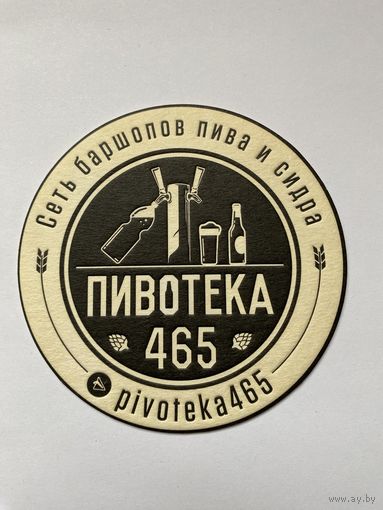 Сеть баршопов пива и сидра
ПИВОТЕКА
465
pivoteka465
www.ay.by